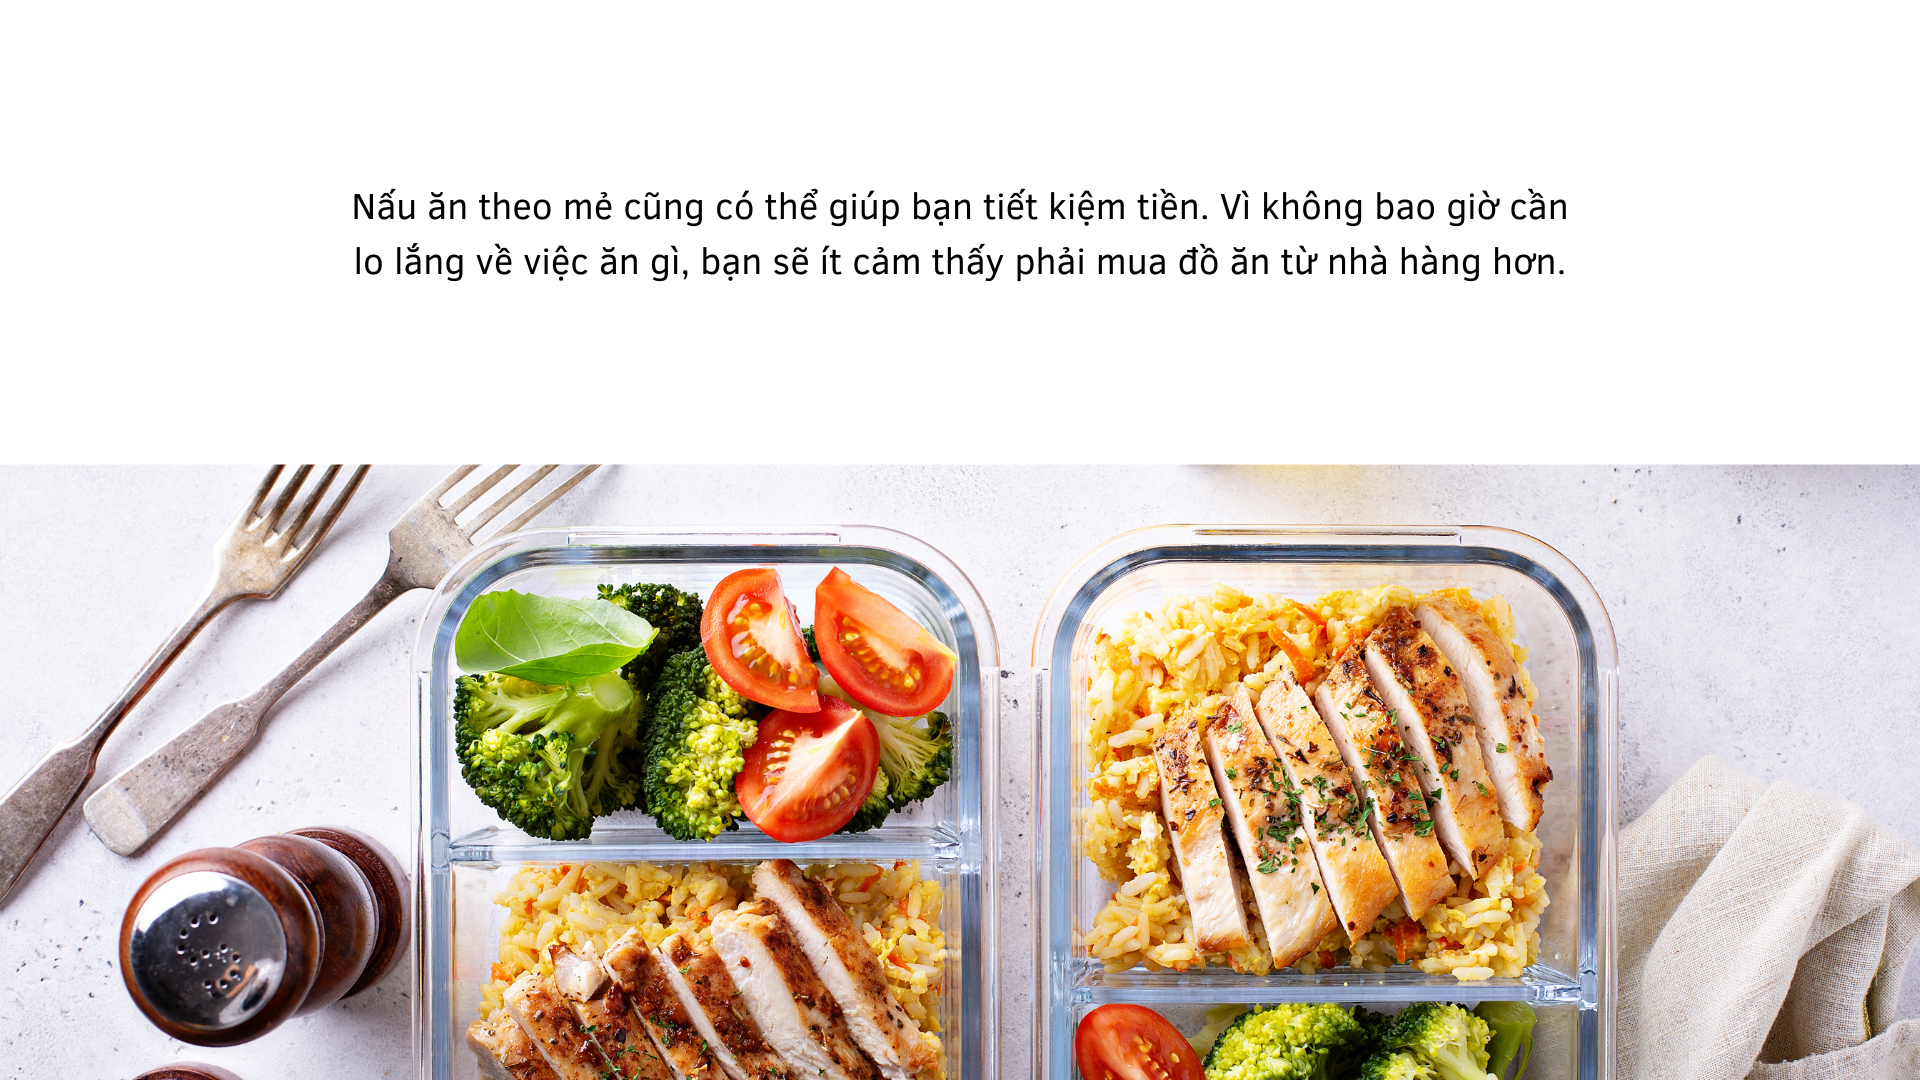 Nấu ăn theo mẻ cũng có thể giúp bạn tiết kiệm tiền. Vì không bao giờ cần
lo lắng về việc ăn gì, bạn sẽ ít cảm thấy phải mua đồ ăn từ nhà hàng hơn.